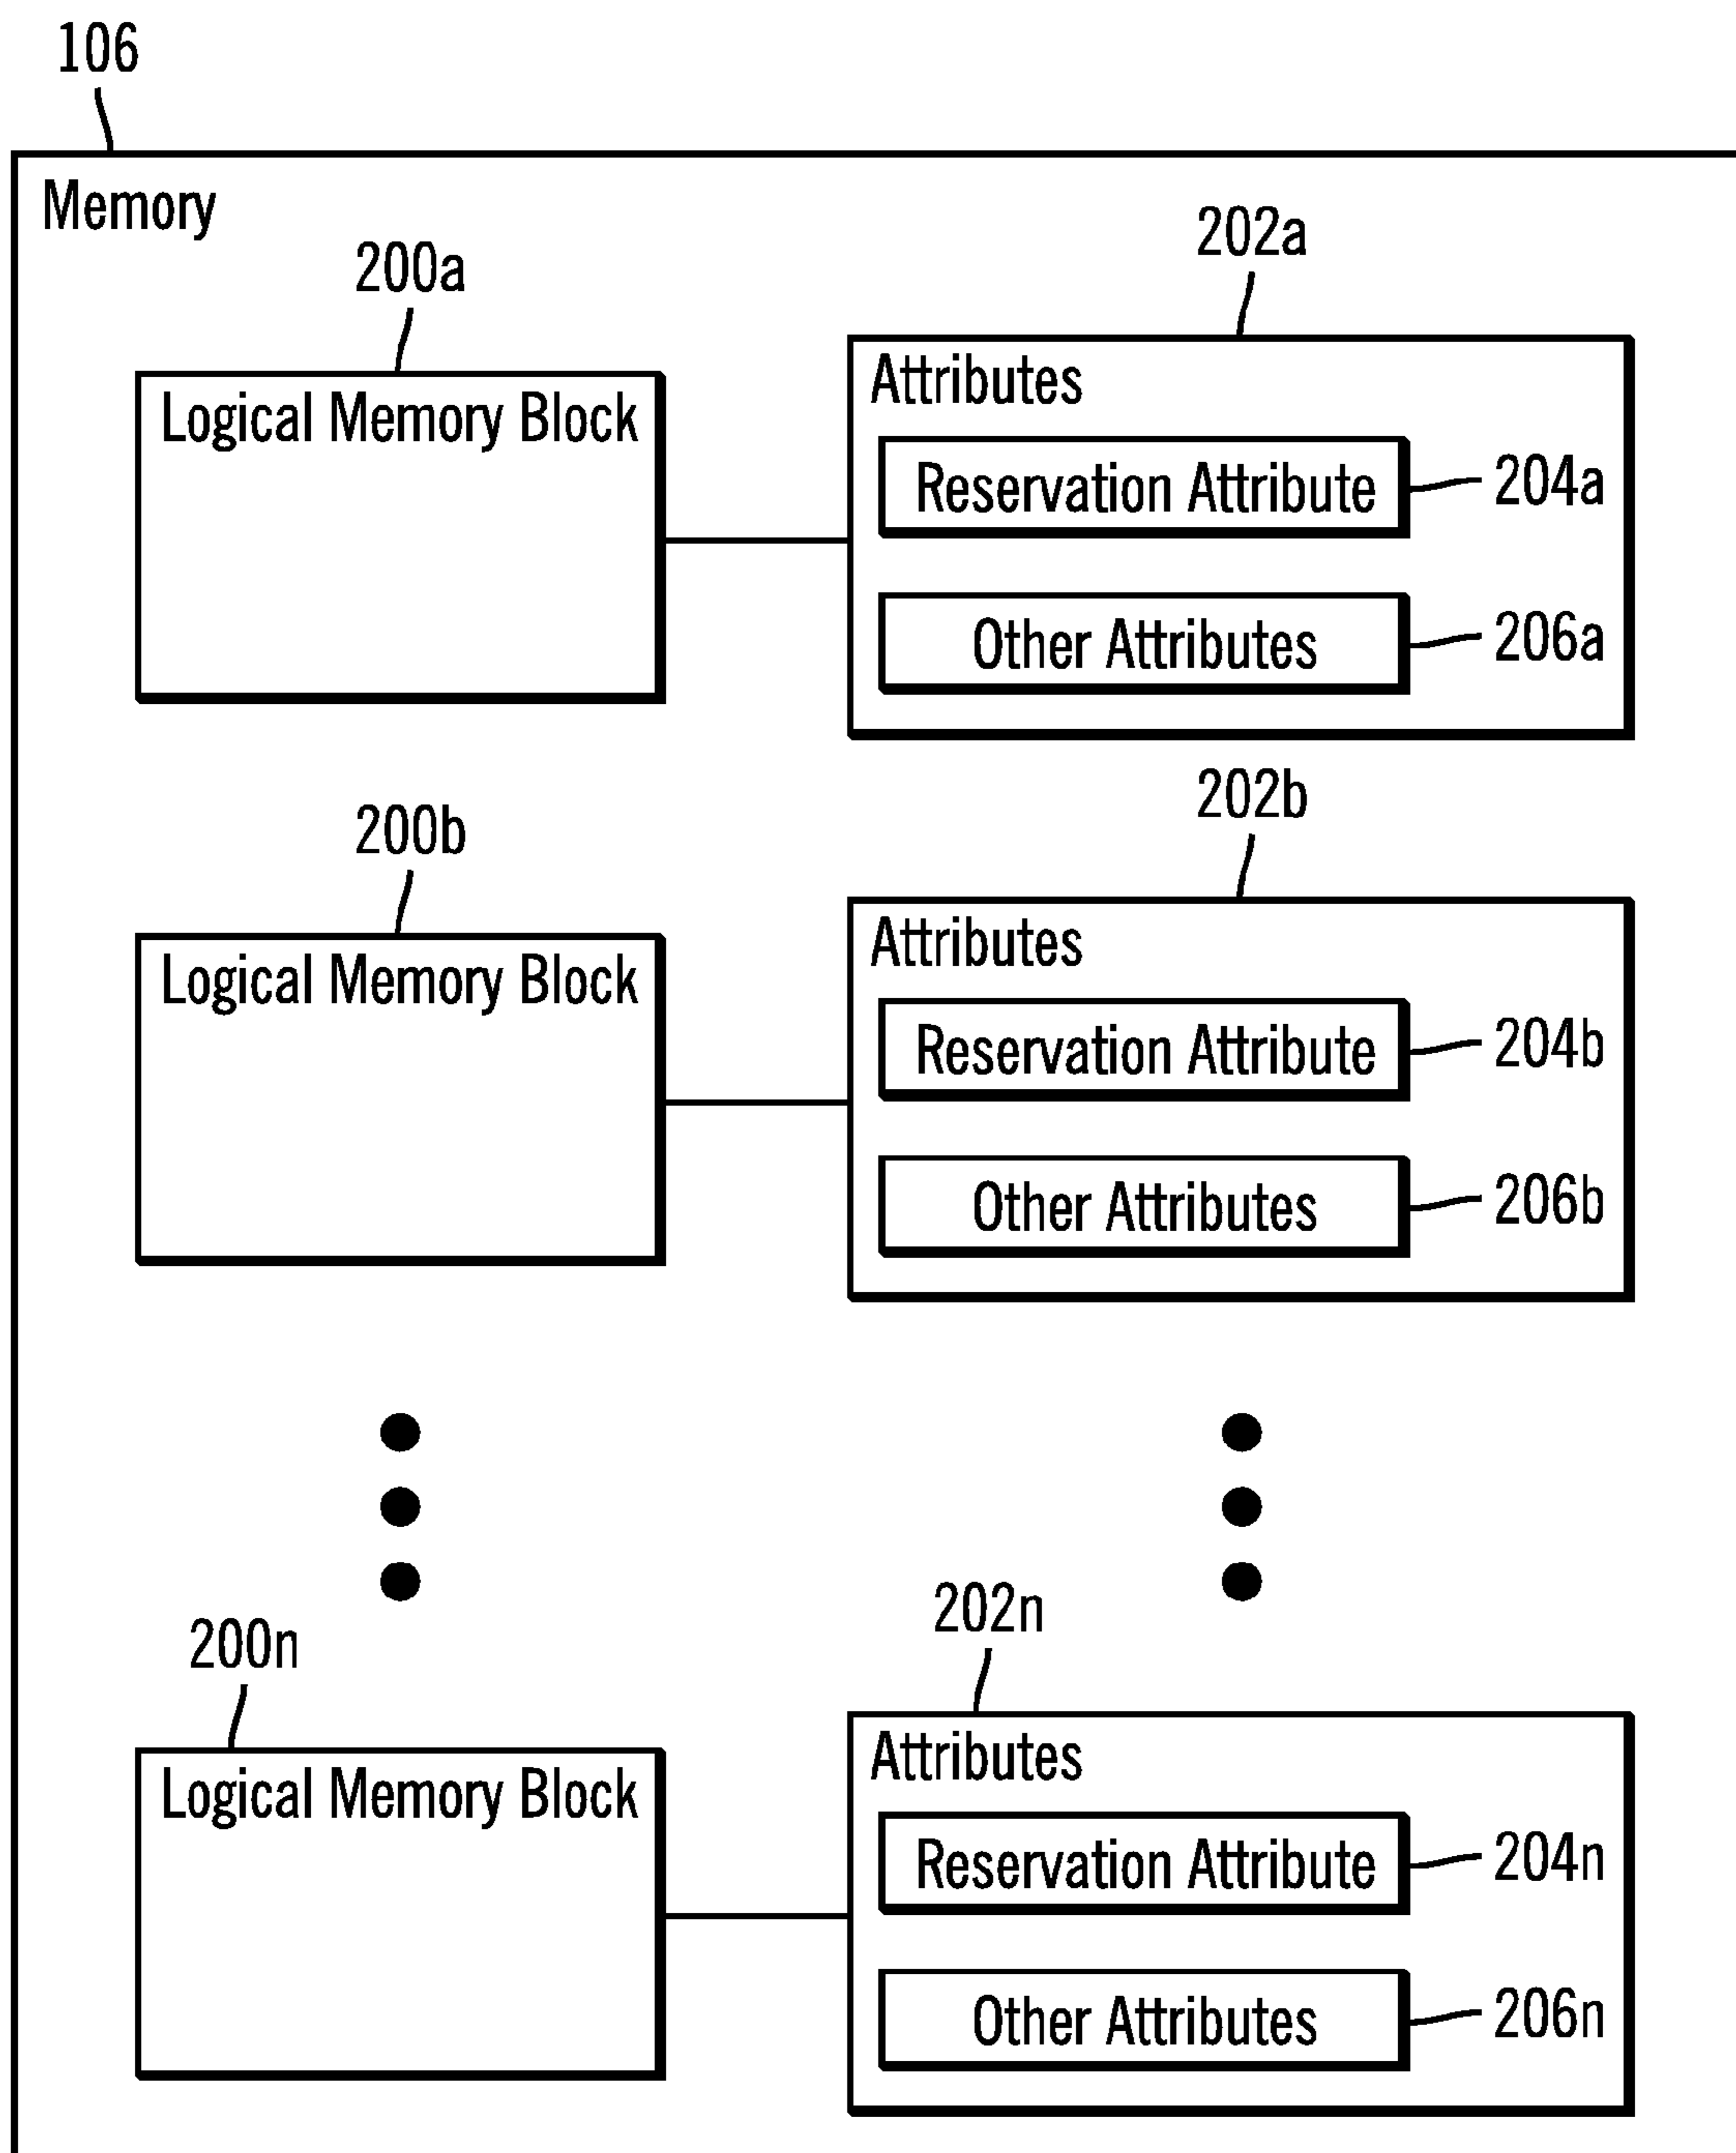 106
Memory
200a
202a
Logical Memory Block
Attributes
Reservation Attribute
204a
Other Attributes
206a
200b
202b
Logical Memory Block
Attributes
Reservation Attribute
204b
Other Attributes
206b
200n
202n
Logical Memory Block
Attributes
Reservation Attribute
204n
Other Attributes
206n